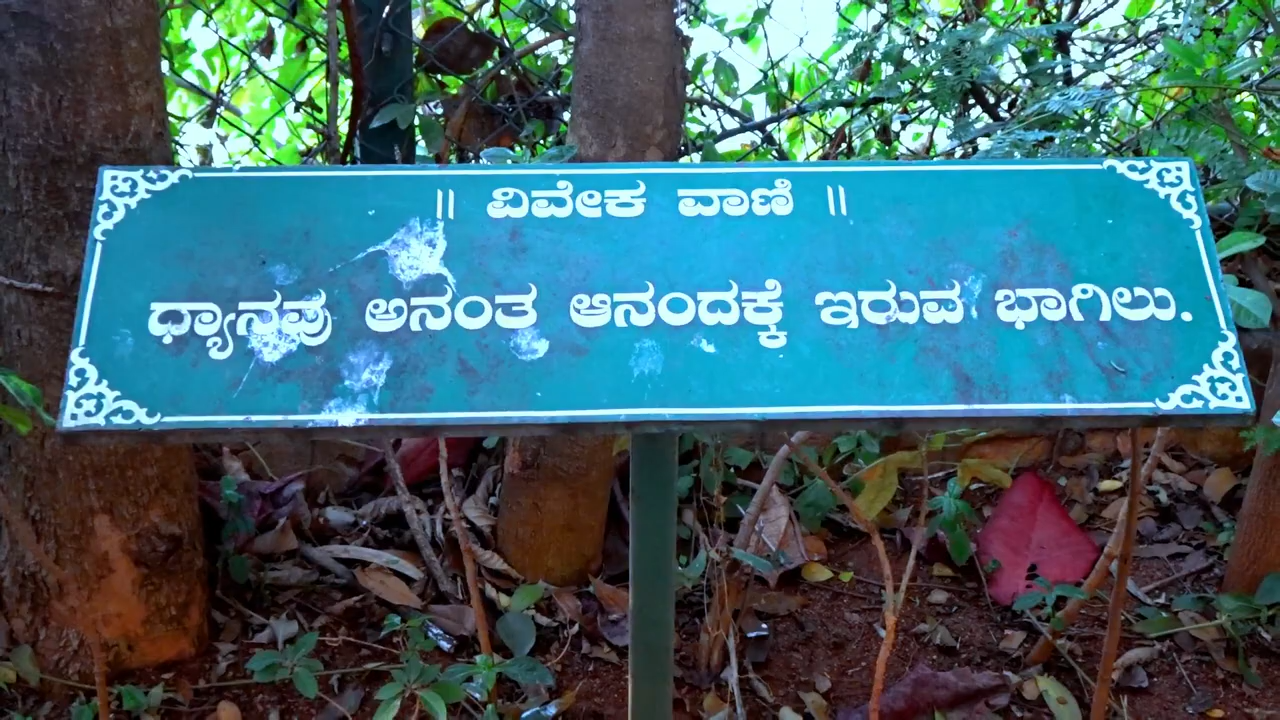 ॥ ವಿವೇಕ ವಾಣಿ ॥
ಧ್ಯಾನವು ಅನಂತ ಆನಂದಕ್ಕೆ ಇರುವ ಭಾಗಿಲು.